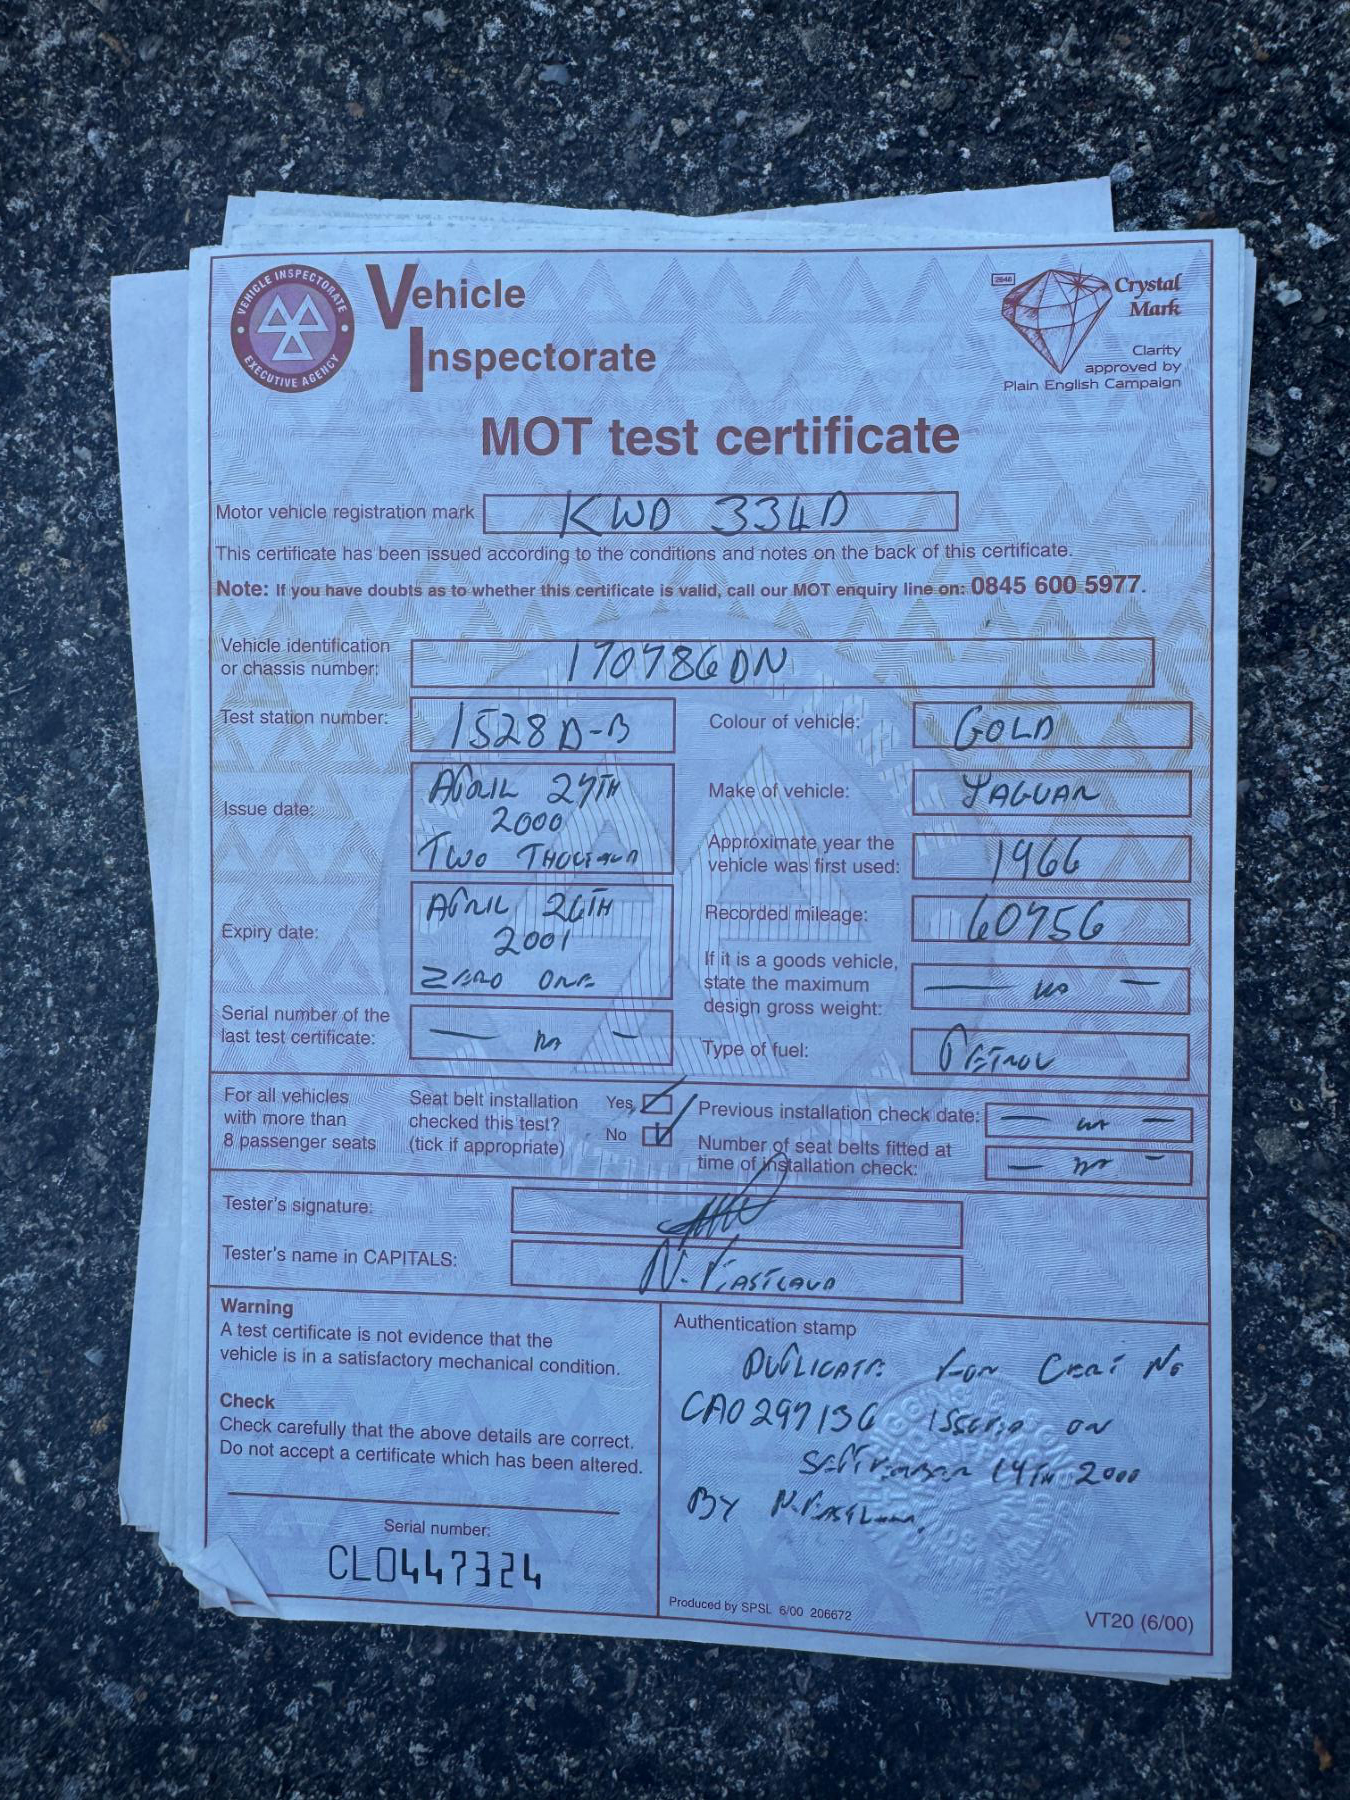 VEHICLE INSPECTORATE
EXECUTIVE AGENCY
Vehicle
Inspectorate
2646
Crystal
Mark
Clarity
approved by
Plain English Campaign
MOT test certificate
Motor vehicle registration mark KWD 334D
This certificate has been issued according to the conditions and notes on the back of this certificate.
Note: If you have doubts as to whether this certificate is valid, call our MOT enquiry line on: 0845 600 5977.
Vehicle identification
or chassis number: 170786DN
Test station number: 1528D-B
Colour of vehicle: GOLD
Issue date: APRIL 27TH
2000
TWO THOUSAND
Make of vehicle: JAGUAR
Approximate year the
vehicle was first used: 1966
Expiry date: APRIL 26TH
2001
ZERO ONE
Recorded mileage: 60756
If it is a goods vehicle,
state the maximum
design gross weight:
Serial number of the
last test certificate:
Type of fuel: PETROL
For all vehicles
with more than
8 passenger seats
Seat belt installation
checked this test?
(tick if appropriate)
Yes
No
Previous installation check date:
Number of seat belts fitted at
time of installation check:
Tester's signature:
Tester's name in CAPITALS: N.
Warning
A test certificate is not evidence that the
vehicle is in a satisfactory mechanical condition.
Check
Check carefully that the above details are correct.
Do not accept a certificate which has been altered.
Serial number:
CL0447324
Authentication stamp
DUPLICATE FOR CERT No
CA0297136 ISSUED ON
SEPTEMBER 14TH 2000
BY
Produced by SPSL 6/00 206672
VT20 (6/00)